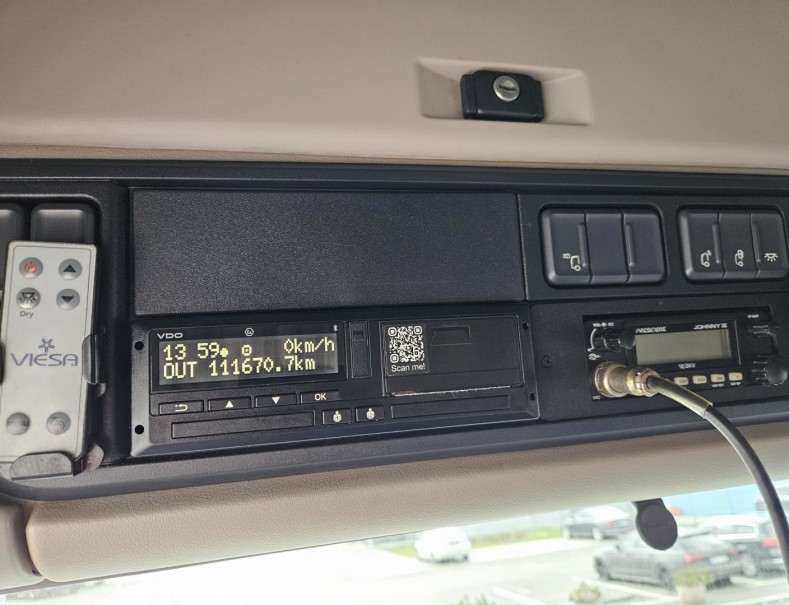 VDO
13 59 0km/h
OUT 111670.7km
Scan me!
OK
Dry
VIESA
PRESIDENT
JOHNNY III